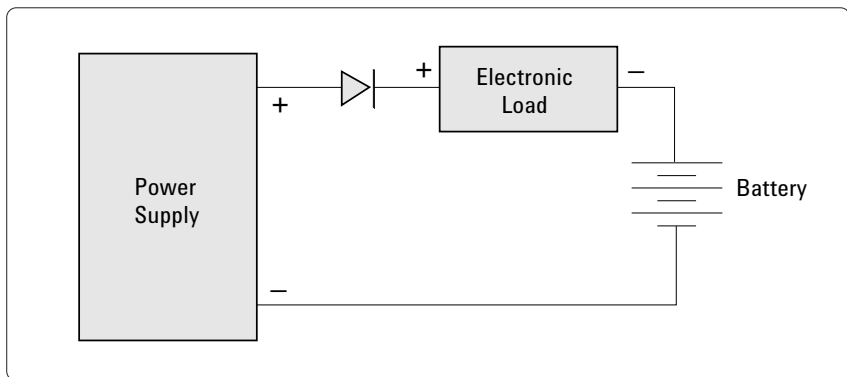 Power
Supply
+
−
+
Electronic
Load
−
Battery